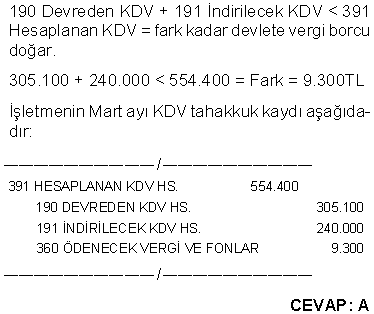 190 Devreden KDV + 191 İndirilecek KDV < 391
Hesaplanan KDV = fark kadar devlete vergi borcu
doğar.
305.100 + 240.000 < 554.400 = Fark = 9.300TL
İşletmenin Mart ayı KDV tahakkuk kaydı aşağıda-
dır:
——————————/——————————
391 HESAPLANAN KDV HS. 554.400
190 DEVREDEN KDV HS. 305.100
191 İNDİRİLECEK KDV HS. 240.000
360 ÖDENECEK VERGİ VE FONLAR 9.300
——————————/——————————
CEVAP: A